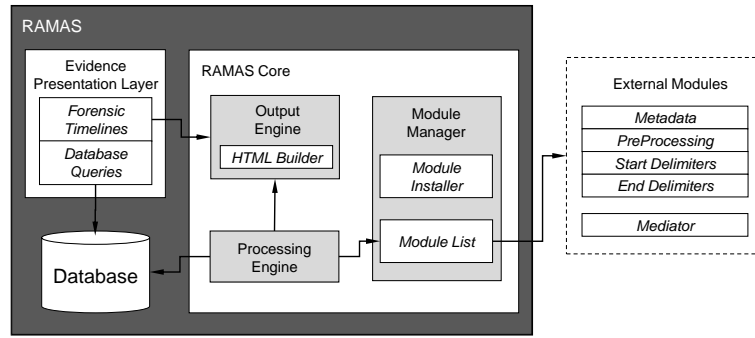 RAMAS
Evidence
Presentation Layer
Forensic
Timelines
Database
Queries
Database
RAMAS Core
Output
Engine
HTML Builder
Processing
Engine
Module
Manager
Module
Installer
Module List
External Modules
Metadata
PreProcessing
Start Delimiters
End Delimiters
Mediator